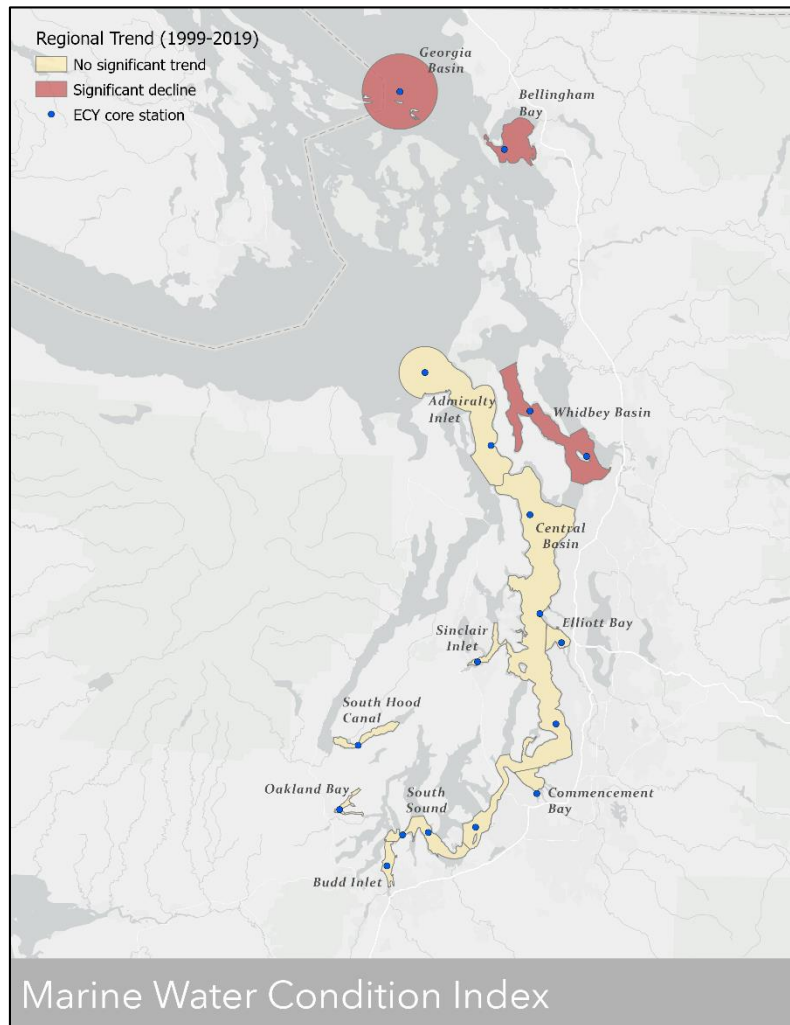 Regional Trend (1999-2019)
No significant trend
Significant decline
ECY core station
Georgia
Basin
Bellingham
Bay
Admiralty
Inlet
Whidbey Basin
Central
Basin
Elliott Bay
Sinclair
Inlet
South Hood
Canal
Oakland Bay
South
Sound
Commencement
Bay
Budd Inlet
Marine Water Condition Index